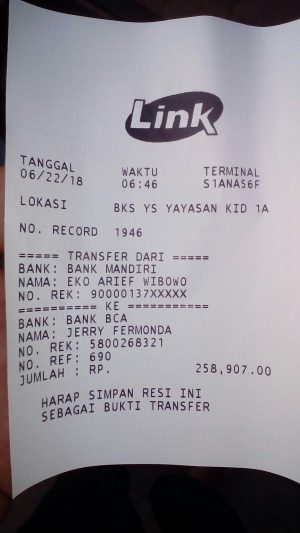 Link
TANGGAL WAKTU TERMINAL
06/22/18 06:46 S1ANA56F
LOKASI BKS YS YAYASAN KID 1A
NO. RECORD 1946
===== TRANSFER DARI =====
BANK: BANK MANDIRI
NAMA: EKO ARIEF WIBOWO
NO. REK: 90000137XXXXX
========== KE ===========
BANK: BANK BCA
NAMA: JERRY FERMONDA
NO. REK: 5800268321
NO. REF: 690
JUMLAH : RP. 258,907.00
HARAP SIMPAN RESI INI
SEBAGAI BUKTI TRANSFER